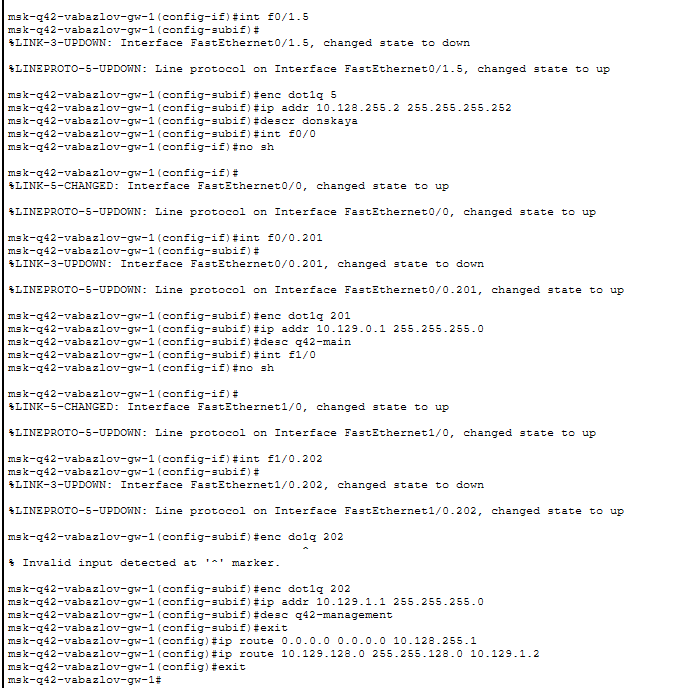 msk-q42-vabazlov-gw-1(config-if)#int f0/1.5
msk-q42-vabazlov-gw-1(config-subif)#
%LINK-3-UPDOWN: Interface FastEthernet0/1.5, changed state to down
%LINEPROTO-5-UPDOWN: Line protocol on Interface FastEthernet0/1.5, changed state to up
msk-q42-vabazlov-gw-1(config-subif)#enc dot1q 5
msk-q42-vabazlov-gw-1(config-subif)#ip addr 10.128.255.2 255.255.255.252
msk-q42-vabazlov-gw-1(config-subif)#descr donskaya
msk-q42-vabazlov-gw-1(config-subif)#int f0/0
msk-q42-vabazlov-gw-1(config-if)#no sh
msk-q42-vabazlov-gw-1(config-if)#
%LINK-5-CHANGED: Interface FastEthernet0/0, changed state to up
%LINEPROTO-5-UPDOWN: Line protocol on Interface FastEthernet0/0, changed state to up
msk-q42-vabazlov-gw-1(config-if)#int f0/0.201
msk-q42-vabazlov-gw-1(config-subif)#
%LINK-3-UPDOWN: Interface FastEthernet0/0.201, changed state to down
%LINEPROTO-5-UPDOWN: Line protocol on Interface FastEthernet0/0.201, changed state to up
msk-q42-vabazlov-gw-1(config-subif)#enc dot1q 201
msk-q42-vabazlov-gw-1(config-subif)#ip addr 10.129.0.1 255.255.255.0
msk-q42-vabazlov-gw-1(config-subif)#desc q42-main
msk-q42-vabazlov-gw-1(config-subif)#int f1/0
msk-q42-vabazlov-gw-1(config-if)#no sh
msk-q42-vabazlov-gw-1(config-if)#
%LINK-5-CHANGED: Interface FastEthernet1/0, changed state to up
%LINEPROTO-5-UPDOWN: Line protocol on Interface FastEthernet1/0, changed state to up
msk-q42-vabazlov-gw-1(config-if)#int f1/0.202
msk-q42-vabazlov-gw-1(config-subif)#
%LINK-3-UPDOWN: Interface FastEthernet1/0.202, changed state to down
%LINEPROTO-5-UPDOWN: Line protocol on Interface FastEthernet1/0.202, changed state to up
msk-q42-vabazlov-gw-1(config-subif)#enc do1q 202
^
% Invalid input detected at '^' marker.
msk-q42-vabazlov-gw-1(config-subif)#enc dot1q 202
msk-q42-vabazlov-gw-1(config-subif)#ip addr 10.129.1.1 255.255.255.0
msk-q42-vabazlov-gw-1(config-subif)#desc q42-management
msk-q42-vabazlov-gw-1(config-subif)#exit
msk-q42-vabazlov-gw-1(config)#ip route 0.0.0.0 0.0.0.0 10.128.255.1
msk-q42-vabazlov-gw-1(config)#ip route 10.129.128.0 255.255.128.0 10.129.1.2
msk-q42-vabazlov-gw-1(config)#exit
msk-q42-vabazlov-gw-1#